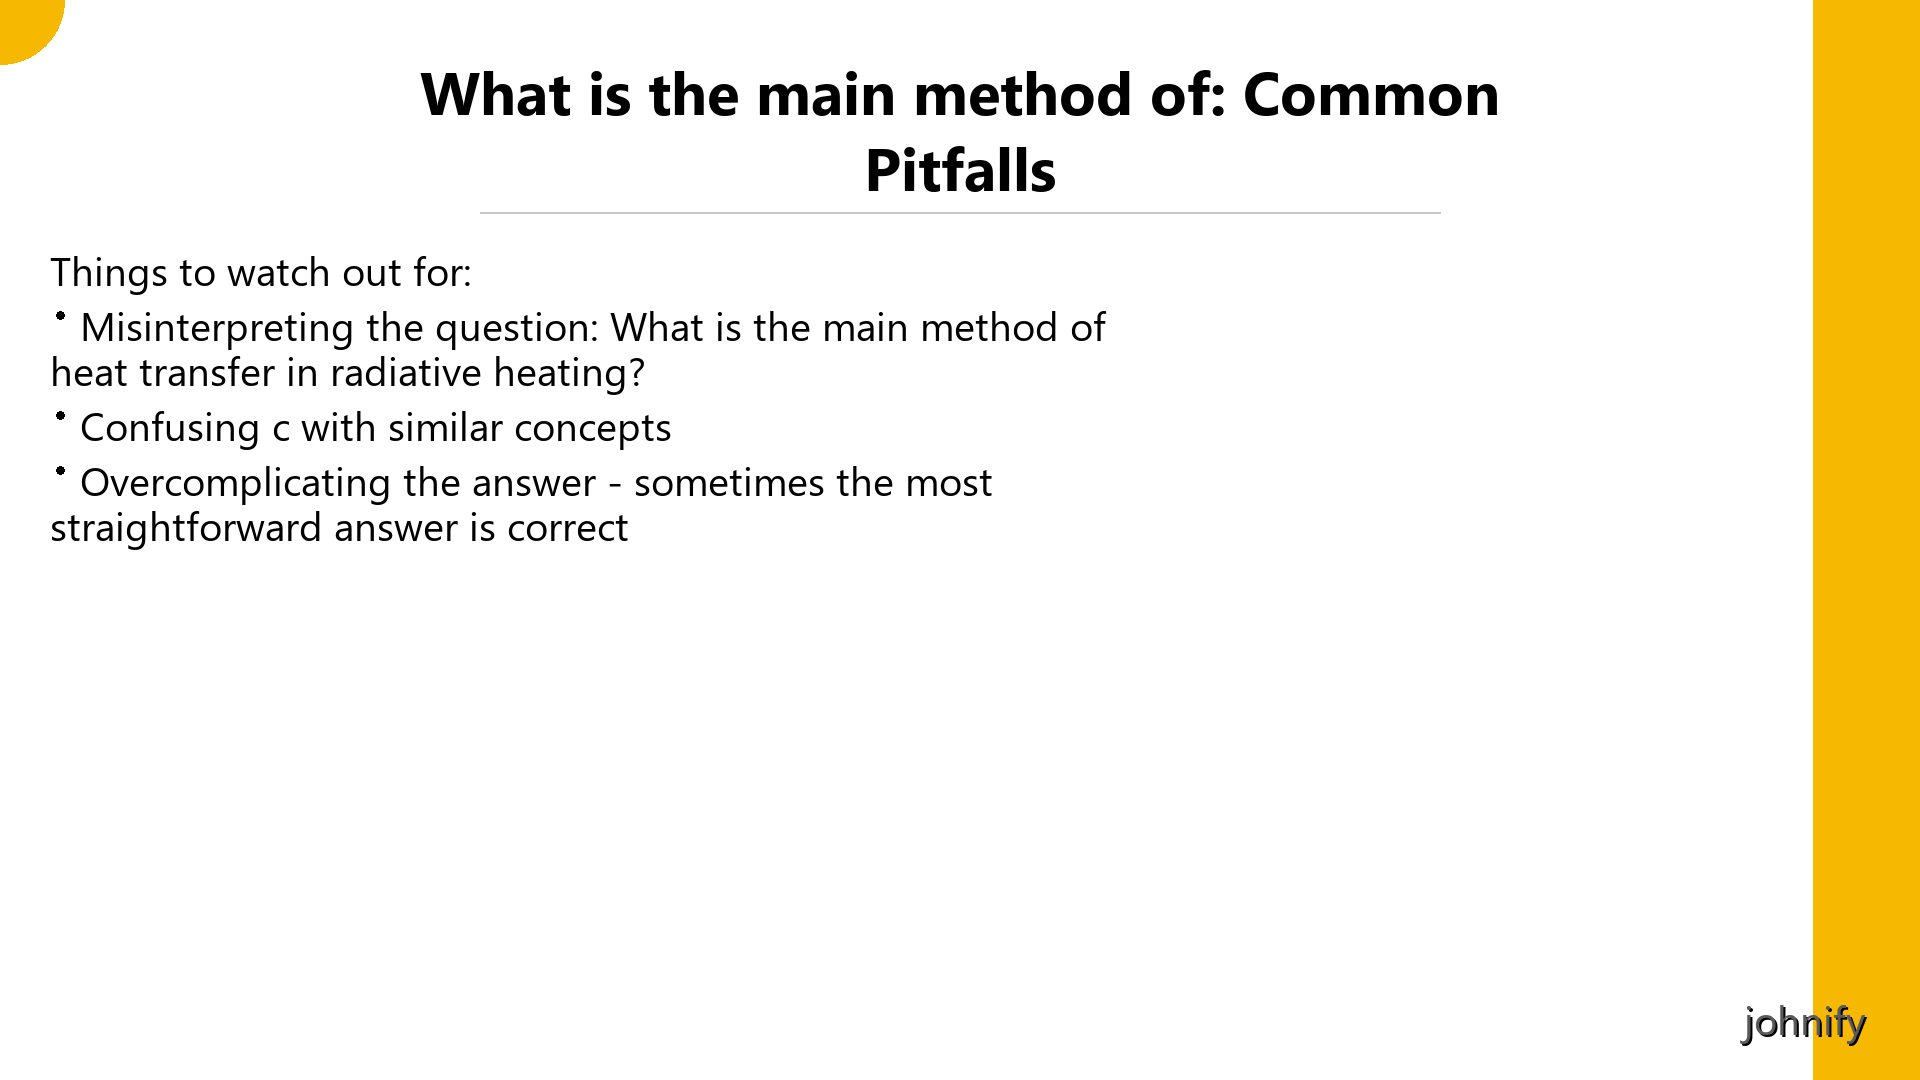 What is the main method of: Common
Pitfalls
Things to watch out for:
• Misinterpreting the question: What is the main method of
heat transfer in radiative heating?
• Confusing c with similar concepts
• Overcomplicating the answer - sometimes the most
straightforward answer is correct
johnify